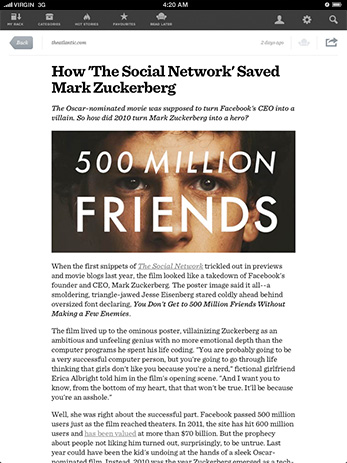 VIRGIN 3G 4:20 AM
MY RACK CATEGORIES HOT STORIES FAVOURITES READ LATER
Back theatlantic.com 2 days ago
How 'The Social Network' Saved
Mark Zuckerberg
The Oscar-nominated movie was supposed to turn Facebook's CEO into a
villain. So how did 2010 turn Mark Zuckerberg into a hero?
500 MILLION
FRIENDS
When the first snippets of The Social Network trickled out in previews
and movie blogs last year, the film looked like a takedown of Facebook's
founder and CEO, Mark Zuckerberg. The poster image said it all--a
smoldering, triangle-jawed Jesse Eisenberg stared coldly ahead behind
oversized font declaring, You Don't Get to 500 Million Friends Without
Making a Few Enemies.
The film lived up to the ominous poster, villainizing Zuckerberg as an
ambitious and unfeeling genius with no more emotional depth than the
computer programs he spent his life coding. "You are probably going to be
a very successful computer person, but you're going to go through life
thinking that girls don't like you because you're a nerd," fictional girlfriend
Erica Albright told him in the film's opening scene. "And I want you to
know, from the bottom of my heart, that that won't be true. It'll be because
you're an asshole."
Well, she was right about the successful part. Facebook passed 500 million
users just as the film reached theaters. In 2011, the site has hit 600 million
users and has been valued at more than $70 billion. But the prophecy
about people not liking him turned out, surprisingly, to be untrue. Last
year could have been the kid's undoing at the hands of a sleek Oscar-
nominated film. Instead, 2010 was the year Zuckerberg emerged as a tech-